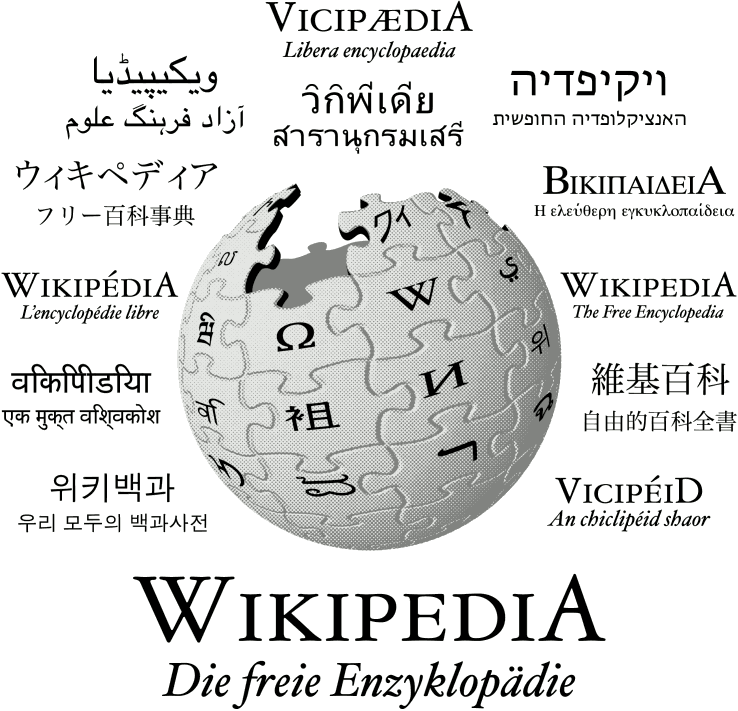 VICIPÆDIA
Libera encyclopaedia
ویکیپیڈیا
آزاد فرہنگ علوم
วิกิพีเดีย
สารานุกรมเสรี
ויקיפדיה
האנציקלופדיה החופשית
ウィキペディア
フリー百科事典
ΒΙΚΙΠΑΙΔΕΙΑ
Η ελεύθερη εγκυκλοπαίδεια
WIKIPÉDIA
L'encyclopédie libre
WIKIPEDIA
The Free Encyclopedia
विकिपीडिया
एक मुक्त विश्वकोश
維基百科
自由的百科全書
위키백과
우리 모두의 백과사전
VICIPÉID
An chiclipéid shaor
ワィ
W
Ω
위
И
祖
WIKIPEDIA
Die freie Enzyklopädie